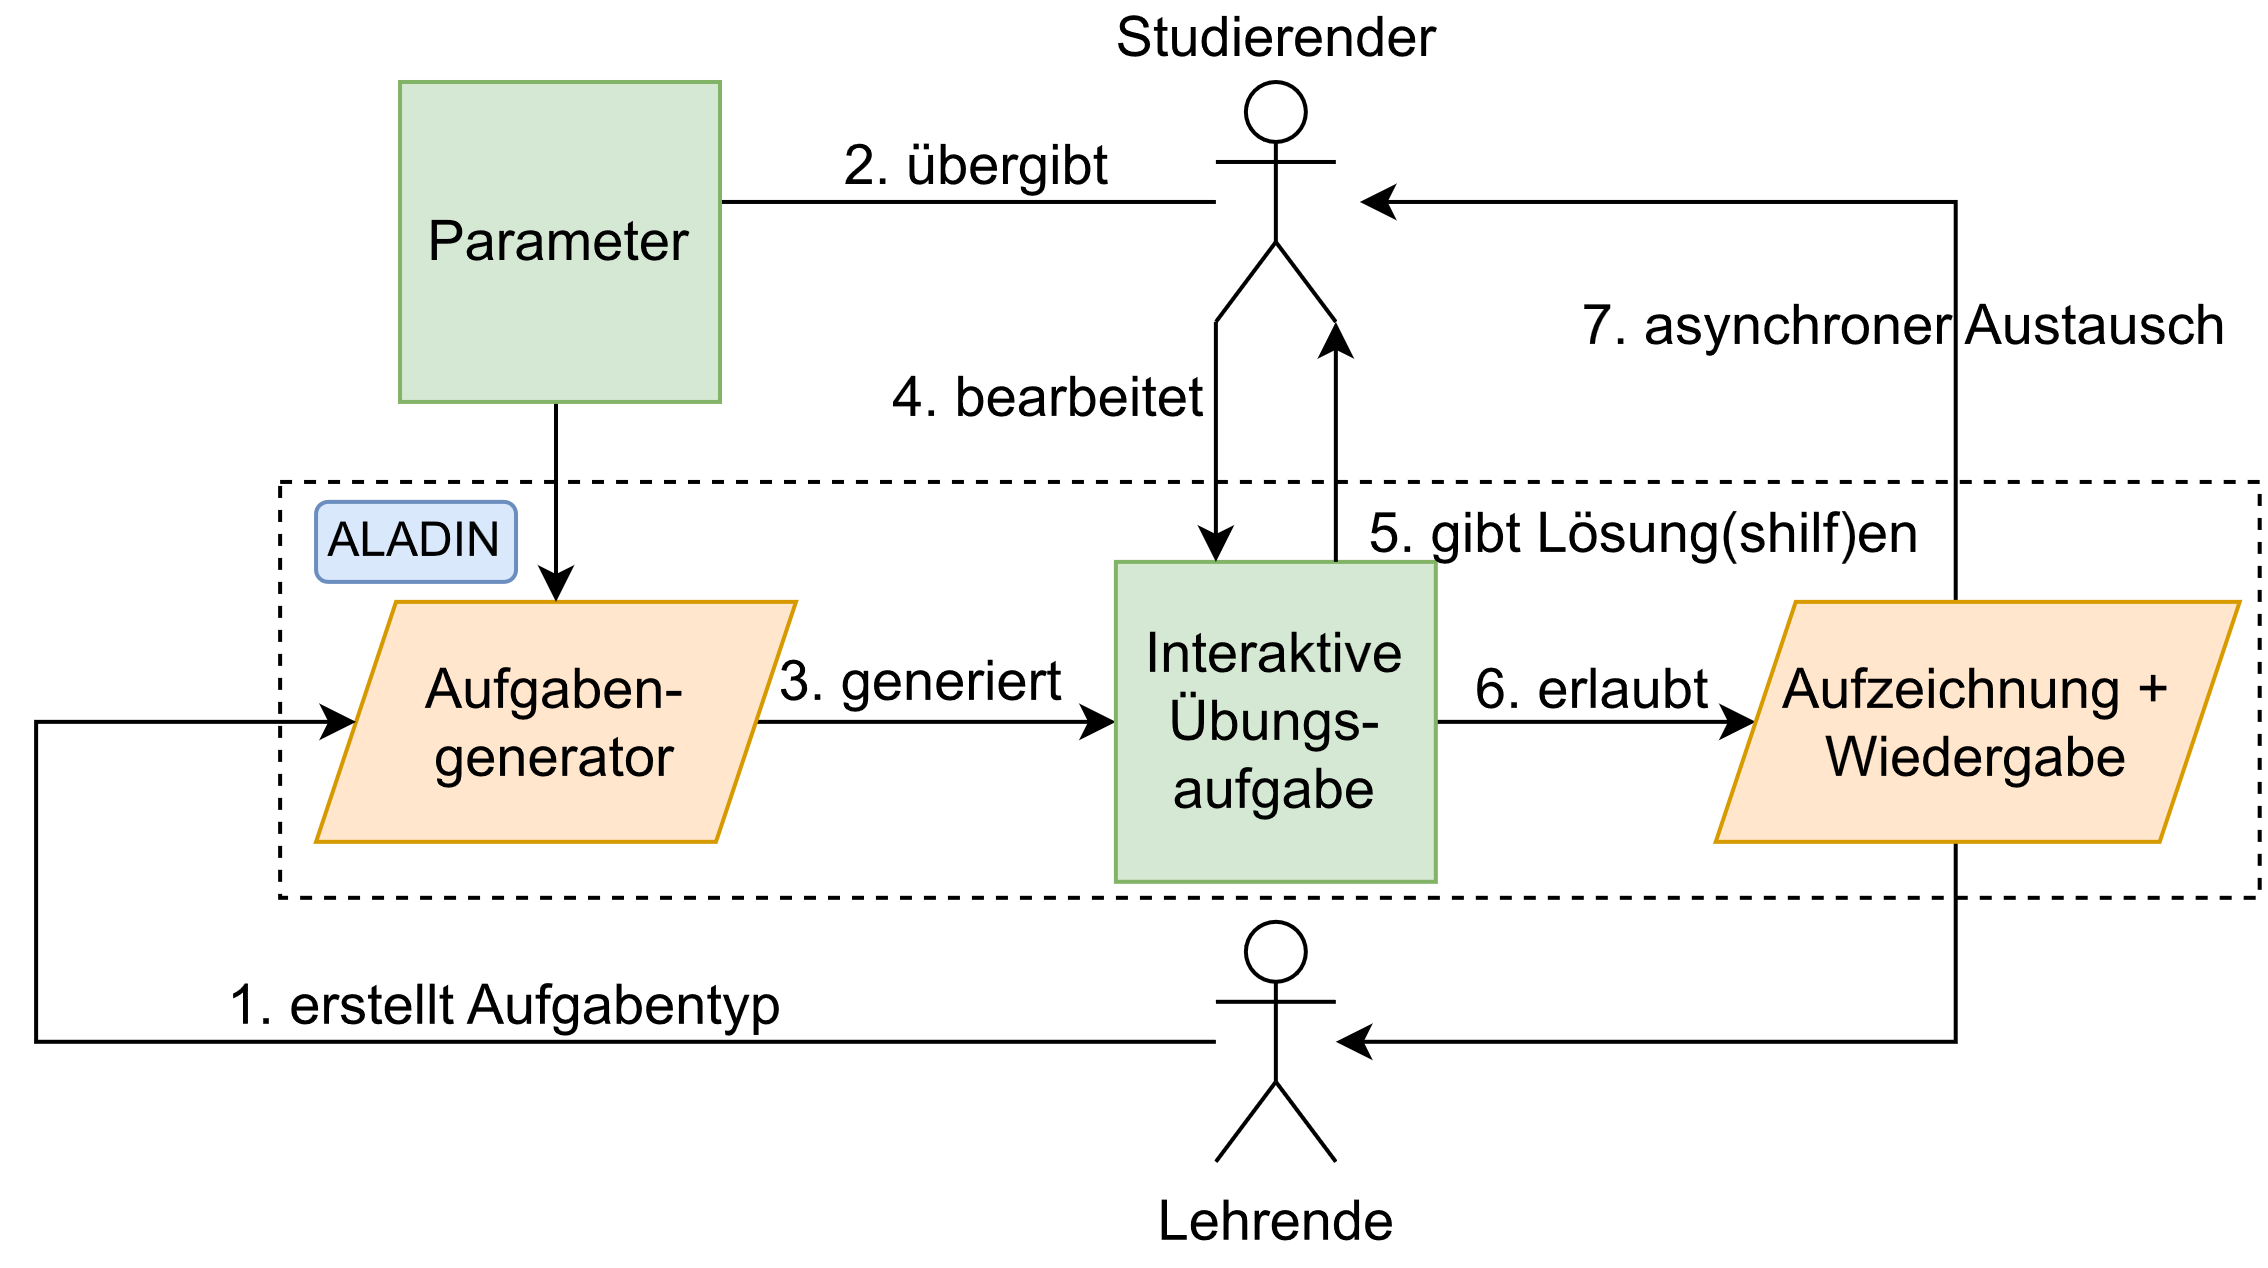 Studierender
Parameter
2. übergibt
7. asynchroner Austausch
4. bearbeitet
ALADIN
5. gibt Lösung(shilf)en
Aufgaben-
generator
3. generiert
Interaktive
Übungs-
aufgabe
6. erlaubt
Aufzeichnung +
Wiedergabe
1. erstellt Aufgabentyp
Lehrende